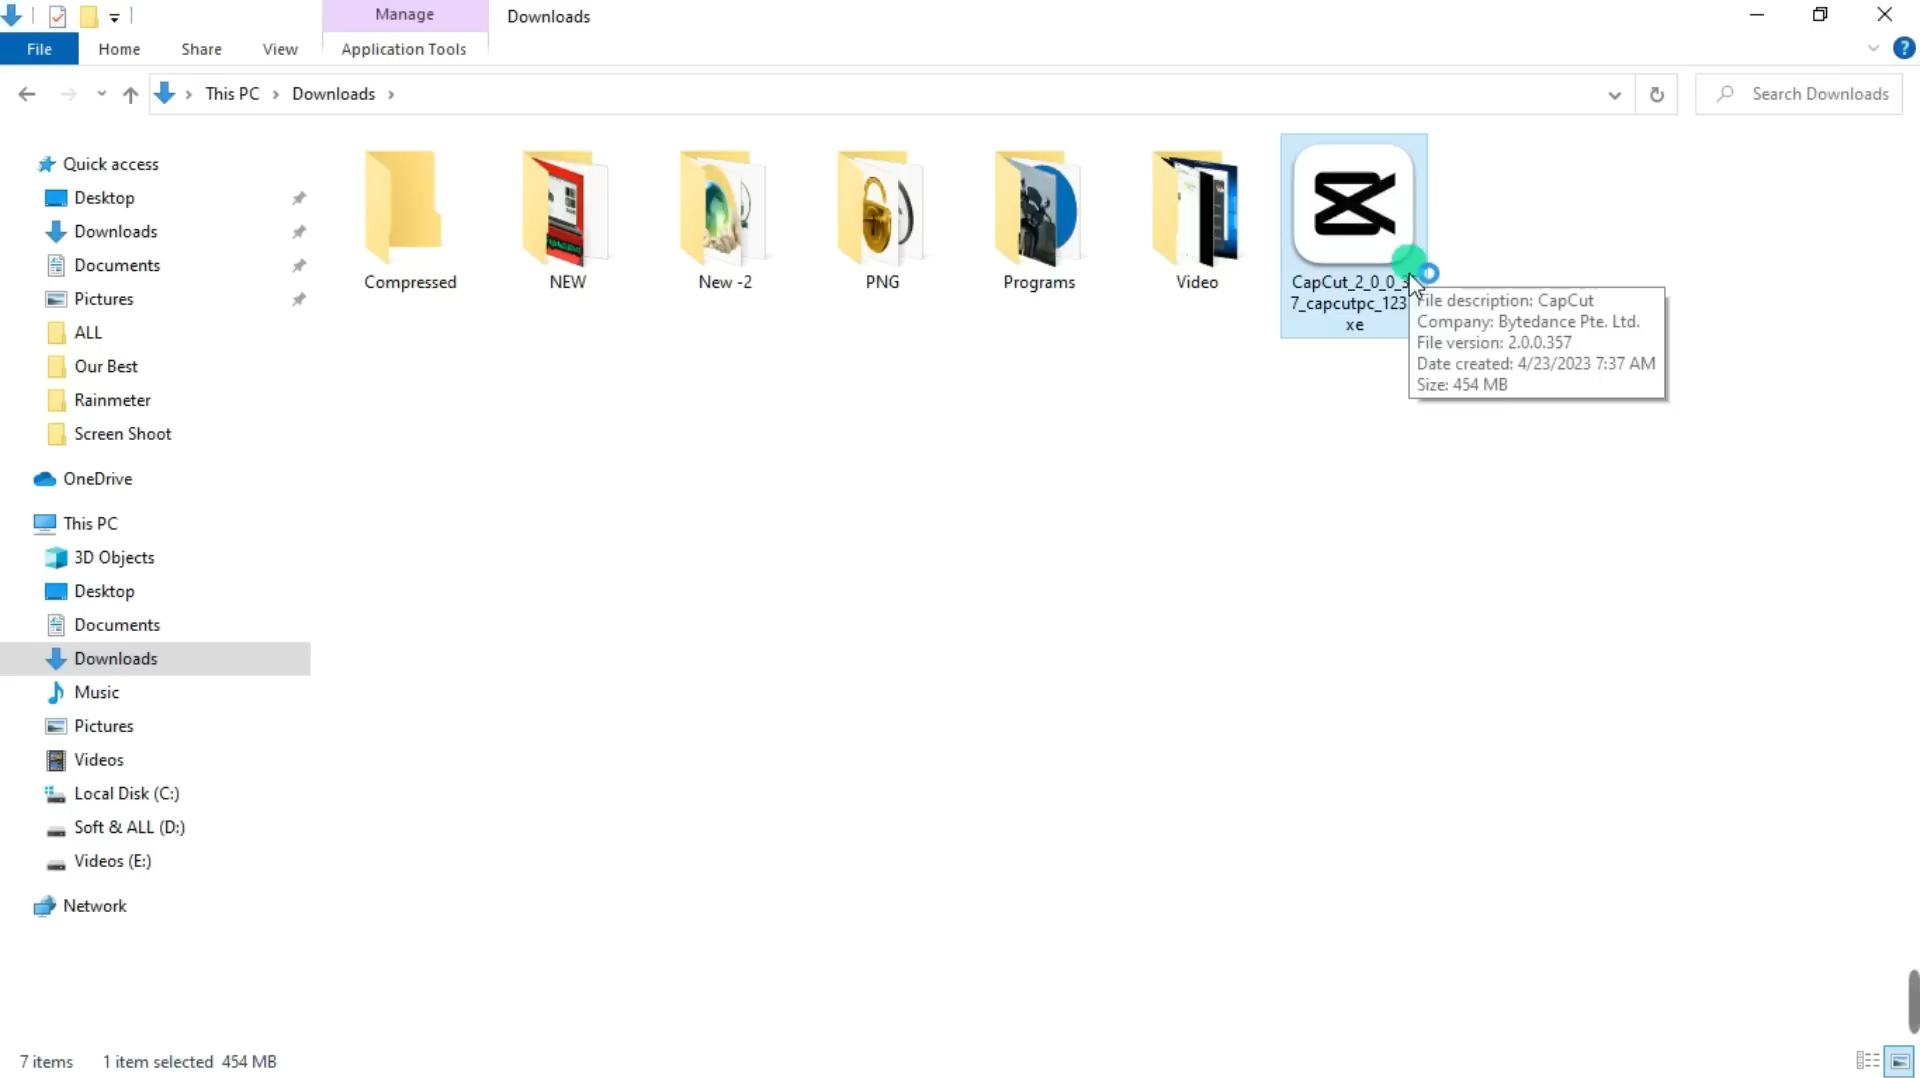 Manage
Downloads
File
Home
Share
View
Application Tools
This PC
Downloads
Search Downloads
Quick access
Desktop
Downloads
Documents
Pictures
ALL
Our Best
Rainmeter
Screen Shoot
OneDrive
This PC
3D Objects
Desktop
Documents
Downloads
Music
Pictures
Videos
Local Disk (C:)
Soft & ALL (D:)
Videos (E:)
Network
Compressed
NEW
New -2
PNG
Programs
Video
CapCut_2_0_0_3
7_capcutpc_123
xe
File description: CapCut
Company: Bytedance Pte. Ltd.
File version: 2.0.0.357
Date created: 4/23/2023 7:37 AM
Size: 454 MB
7 items
1 item selected 454 MB